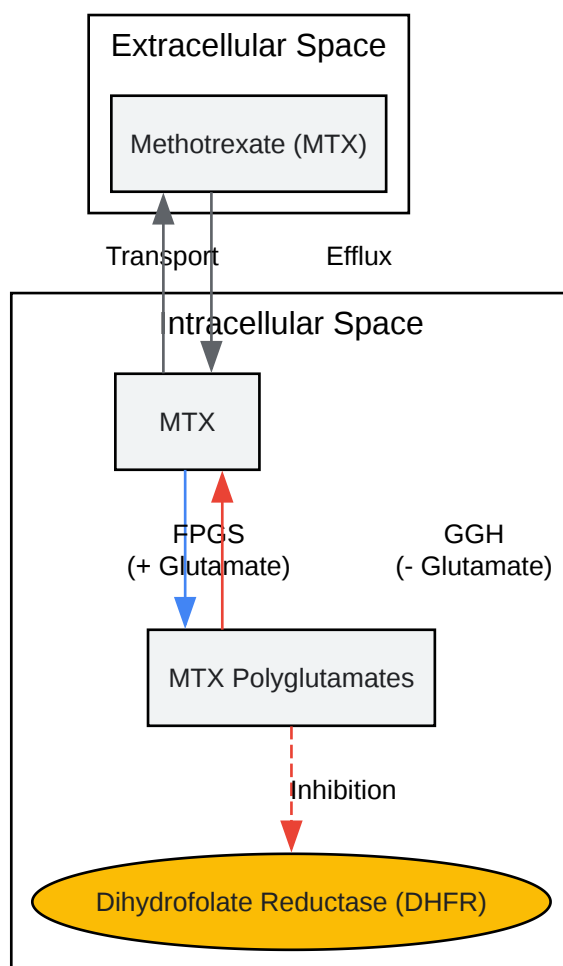 Extracellular Space
Methotrexate (MTX)
Transport
Efflux
Intracellular Space
MTX
FPGS
(+ Glutamate)
GGH
(- Glutamate)
MTX Polyglutamates
Inhibition
Dihydrofolate Reductase (DHFR)